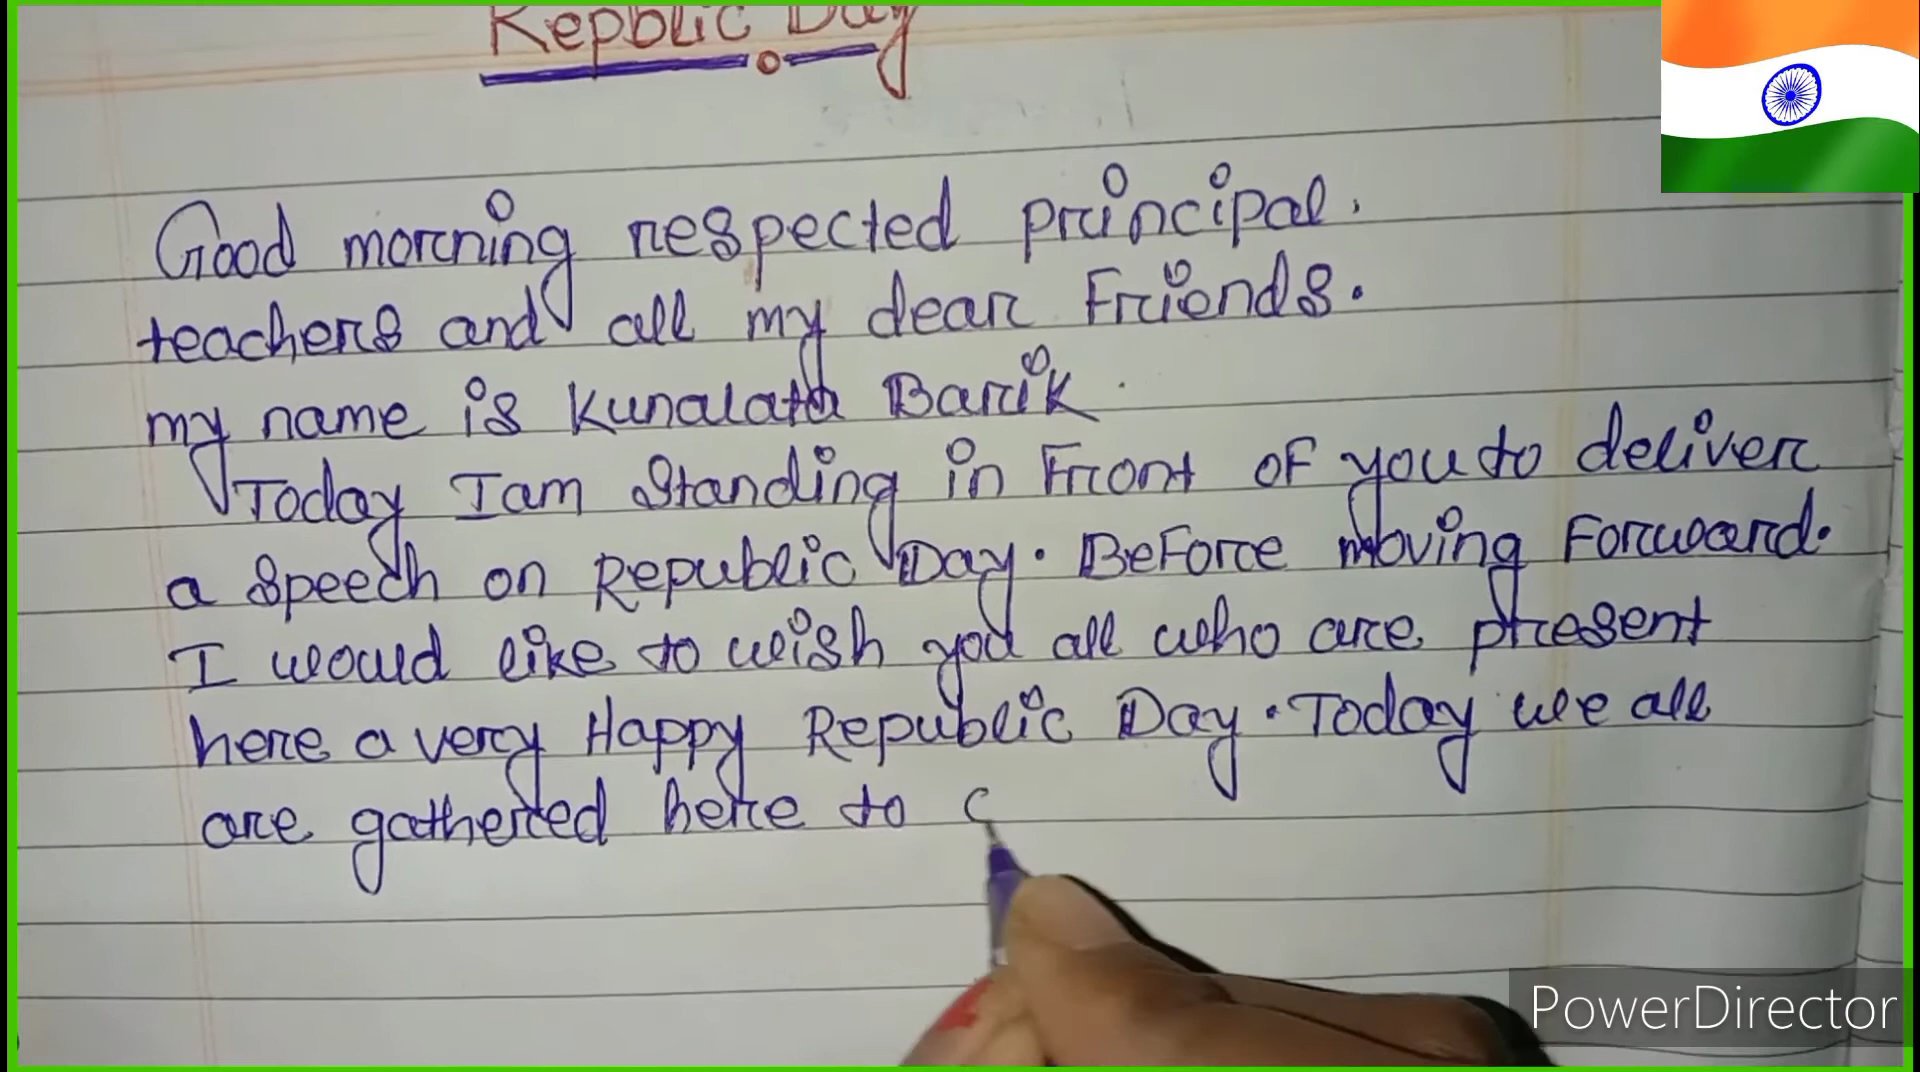 Repblic Day
Good morning respected principal.
teachers and all my dear Friends.
my name is Kunalata Barik.
Today I am Standing in Front of you to deliver
a Speech on Republic Day. Before moving Forward.
I would like to wish you all who are present
here a very Happy Republic Day. Today we all
are gathered here to c
PowerDirector